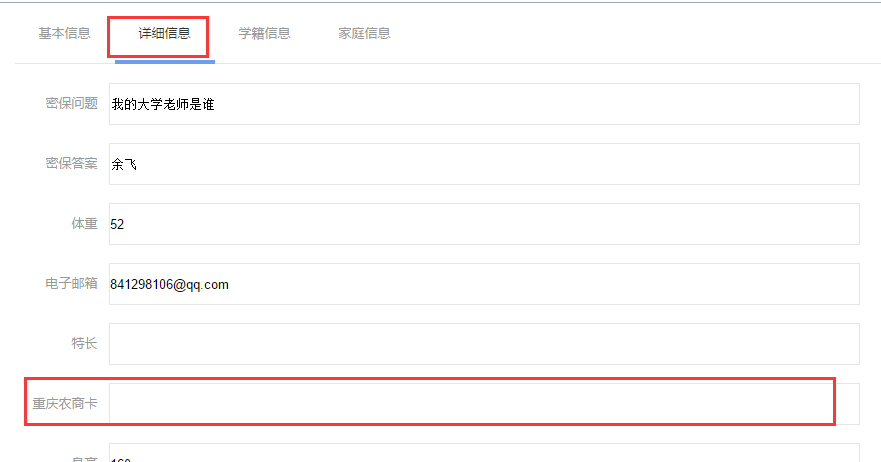 基本信息 详细信息 学籍信息 家庭信息
密保问题 我的大学老师是谁
密保答案 余飞
体重 52
电子邮箱 841298106@qq.com
特长
重庆农商卡